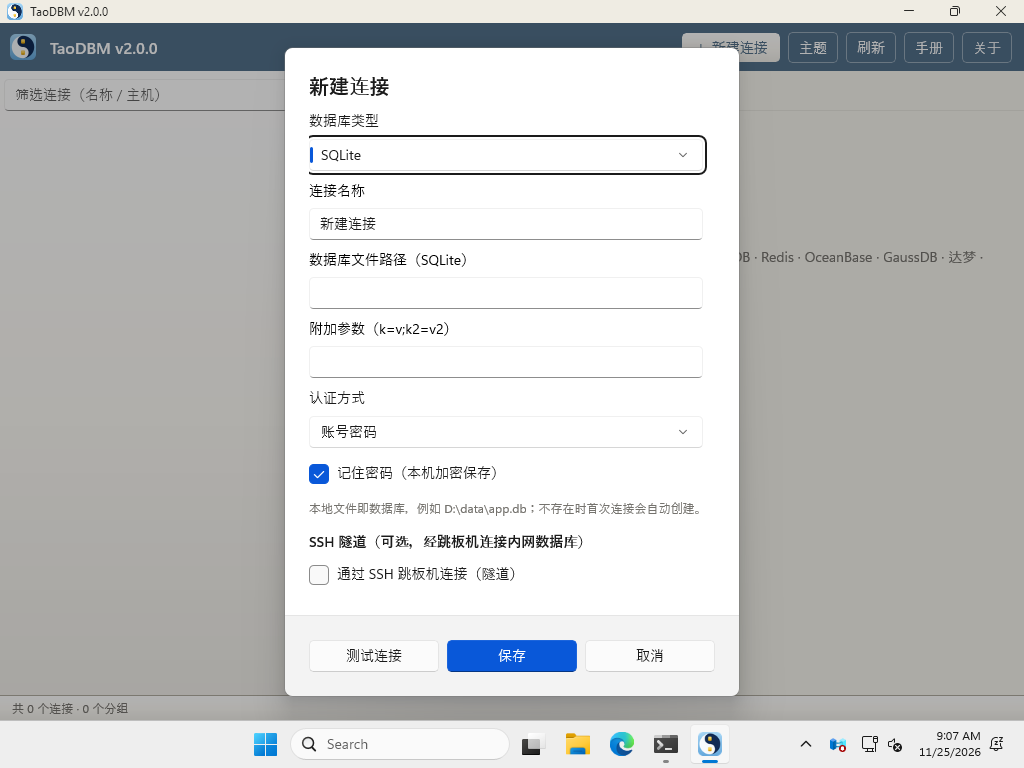 TaoDBM v2.0.0
TaoDBM v2.0.0
新建连接
主题
刷新
手册
关于
筛选连接（名称 / 主机）
DB · Redis · OceanBase · GaussDB · 达梦 ·
新建连接
数据库类型
SQLite
连接名称
新建连接
数据库文件路径（SQLite）
附加参数（k=v;k2=v2）
认证方式
账号密码
记住密码（本机加密保存）
本地文件即数据库，例如 D:\data\app.db；不存在时首次连接会自动创建。
SSH 隧道（可选，经跳板机连接内网数据库）
通过 SSH 跳板机连接（隧道）
测试连接
保存
取消
共 0 个连接 · 0 个分组
Search
9:07 AM
11/25/2026